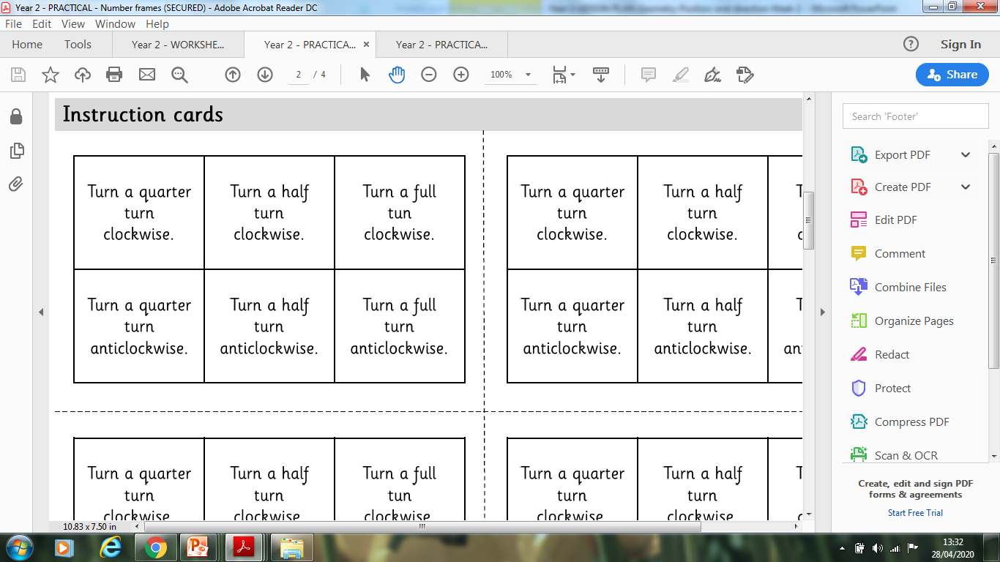 Year 2 - PRACTICAL - Number frames (SECURED) - Adobe Acrobat Reader DC
File Edit View Window Help
Home Tools Year 2 - WORKSHE... Year 2 - PRACTICA... × Year 2 - PRACTICA... Sign In
2 / 4 100% Share
Instruction cards
Turn a quarter turn clockwise.
Turn a half turn clockwise.
Turn a full tun clockwise.
Turn a quarter turn clockwise.
Turn a half turn clockwise.
Turn a quarter turn anticlockwise.
Turn a half turn anticlockwise.
Turn a full turn anticlockwise.
Turn a quarter turn anticlockwise.
Turn a half turn anticlockwise.
Turn a quarter turn clockwise
Turn a half turn clockwise
Turn a full tun clockwise
Turn a quarter turn clockwise
Turn a half turn clockwise
10.83 x 7.50 in
Search 'Footer'
Export PDF
Create PDF
Edit PDF
Comment
Combine Files
Organize Pages
Redact
Protect
Compress PDF
Scan & OCR
Create, edit and sign PDF
forms & agreements
Start Free Trial
13:32
28/04/2020